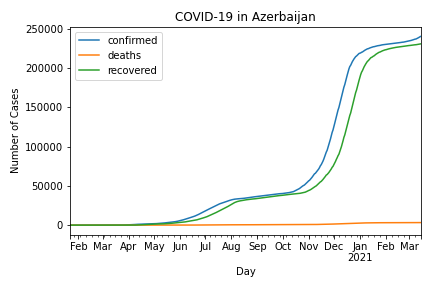 COVID-19 in Azerbaijan
confirmed
deaths
recovered
Number of Cases
250000
200000
150000
100000
50000
0
Feb Mar Apr May Jun Jul Aug Sep Oct Nov Dec Jan Feb Mar
2021
Day